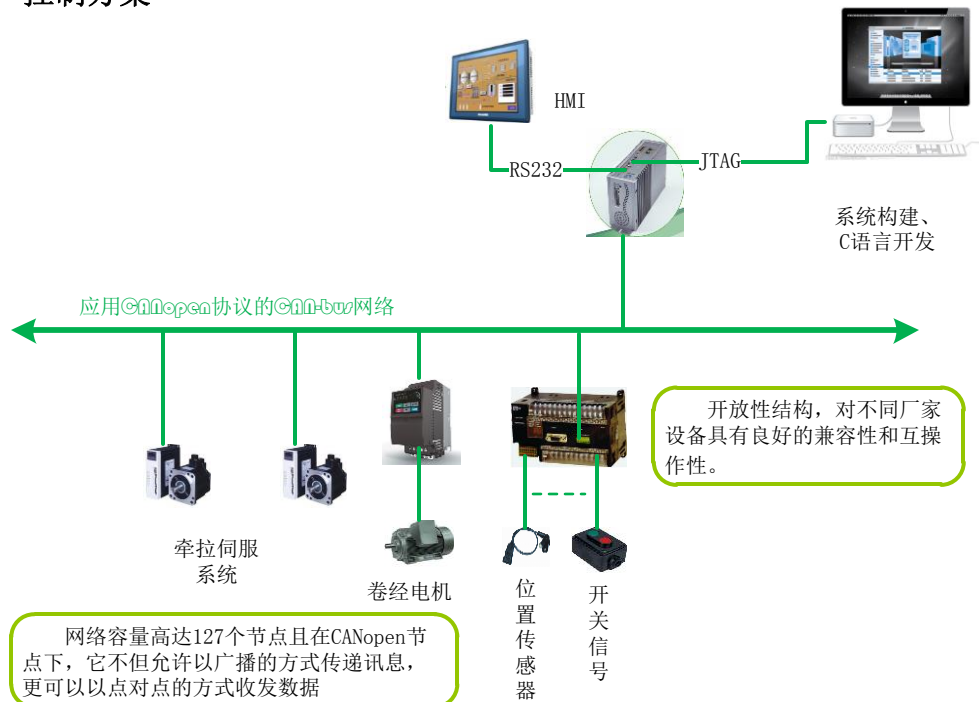 控制方案
HMI
RS232
JTAG
系统构建、
C语言开发
应用CANopen协议的CAN-bus网络
开放性结构，对不同厂家
设备具有良好的兼容性和互操
作性。
牵拉伺服
系统
卷经电机
位置传感器
开关信号
网络容量高达127个节点且在CANopen节
点下，它不但允许以广播的方式传递讯息，
更可以以点对点的方式收发数据